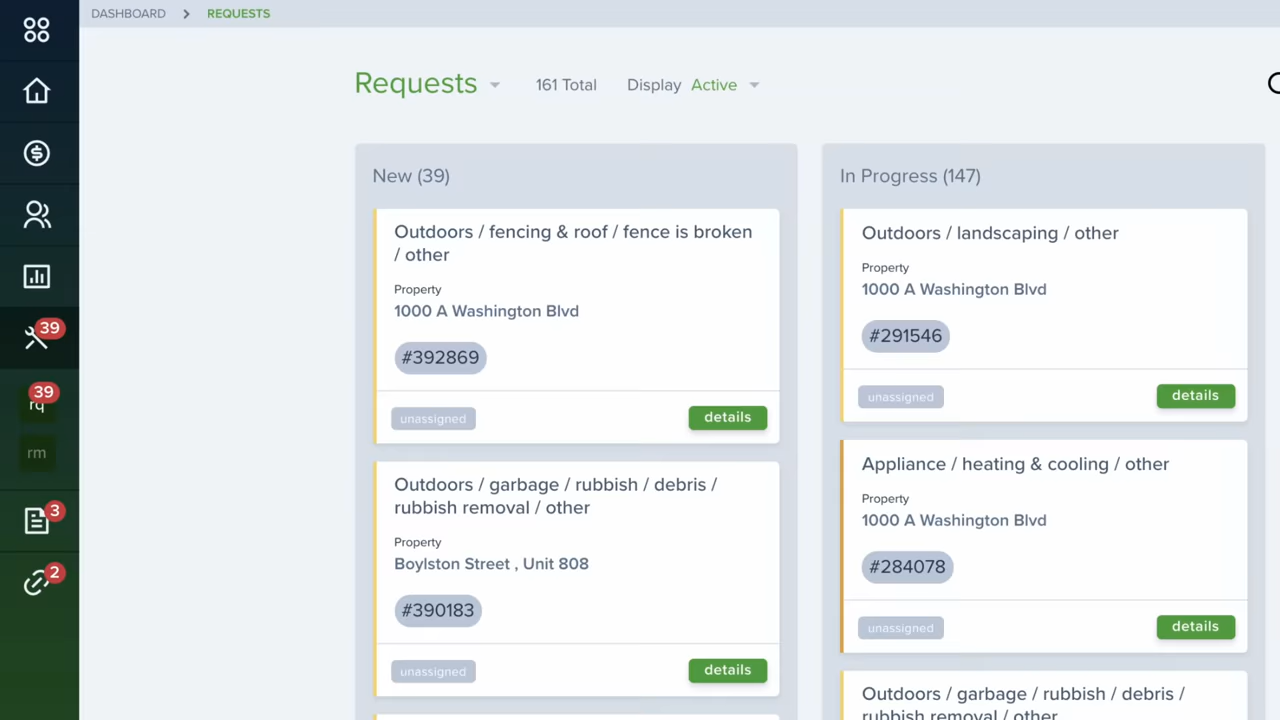 DASHBOARD > REQUESTS
Requests 161 Total Display Active
39
39
rq
rm
3
2
New (39)
Outdoors / fencing & roof / fence is broken
/ other
Property
1000 A Washington Blvd
#392869
unassigned details
Outdoors / garbage / rubbish / debris /
rubbish removal / other
Property
Boylston Street , Unit 808
#390183
unassigned details
In Progress (147)
Outdoors / landscaping / other
Property
1000 A Washington Blvd
#291546
unassigned details
Appliance / heating & cooling / other
Property
1000 A Washington Blvd
#284078
unassigned details
Outdoors / garbage / rubbish / debris /
rubbish removal / other